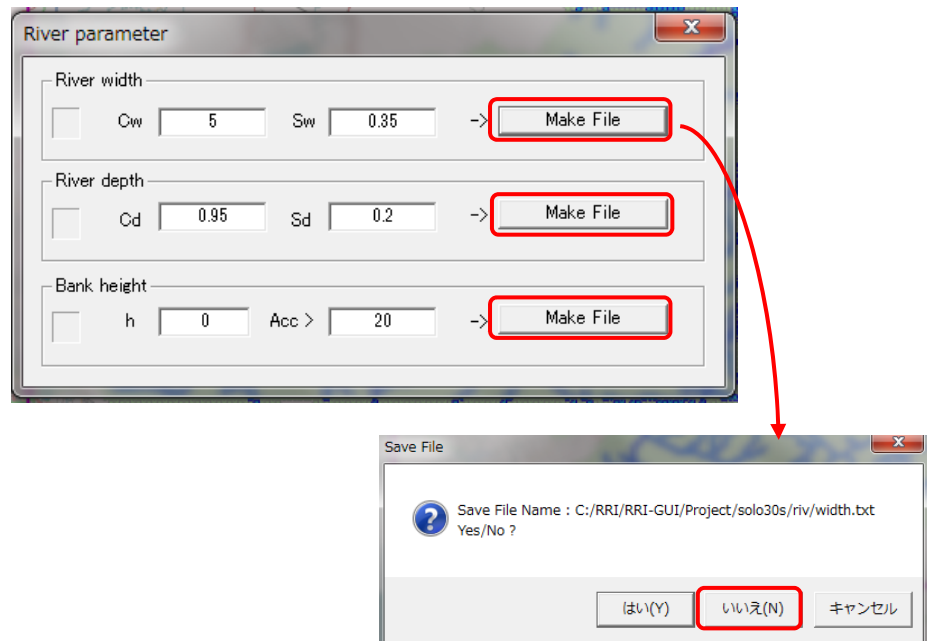 River parameter
River width
Cw 5 Sw 0.35 -> Make File
River depth
Cd 0.95 Sd 0.2 -> Make File
Bank height
h 0 Acc > 20 -> Make File
Save File
Save File Name : C:/RRI/RRI-GUI/Project/solo30s/riv/width.txt
Yes/No ?
はい(Y) いいえ(N) キャンセル